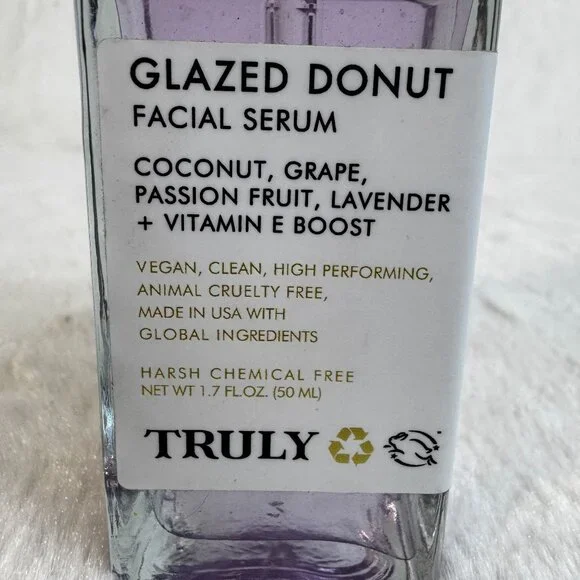 GLAZED DONUT
FACIAL SERUM
COCONUT, GRAPE,
PASSION FRUIT, LAVENDER
+ VITAMIN E BOOST
VEGAN, CLEAN, HIGH PERFORMING,
ANIMAL CRUELTY FREE,
MADE IN USA WITH
GLOBAL INGREDIENTS
HARSH CHEMICAL FREE
NET WT 1.7 FL.OZ. (50 ML)
TRULY